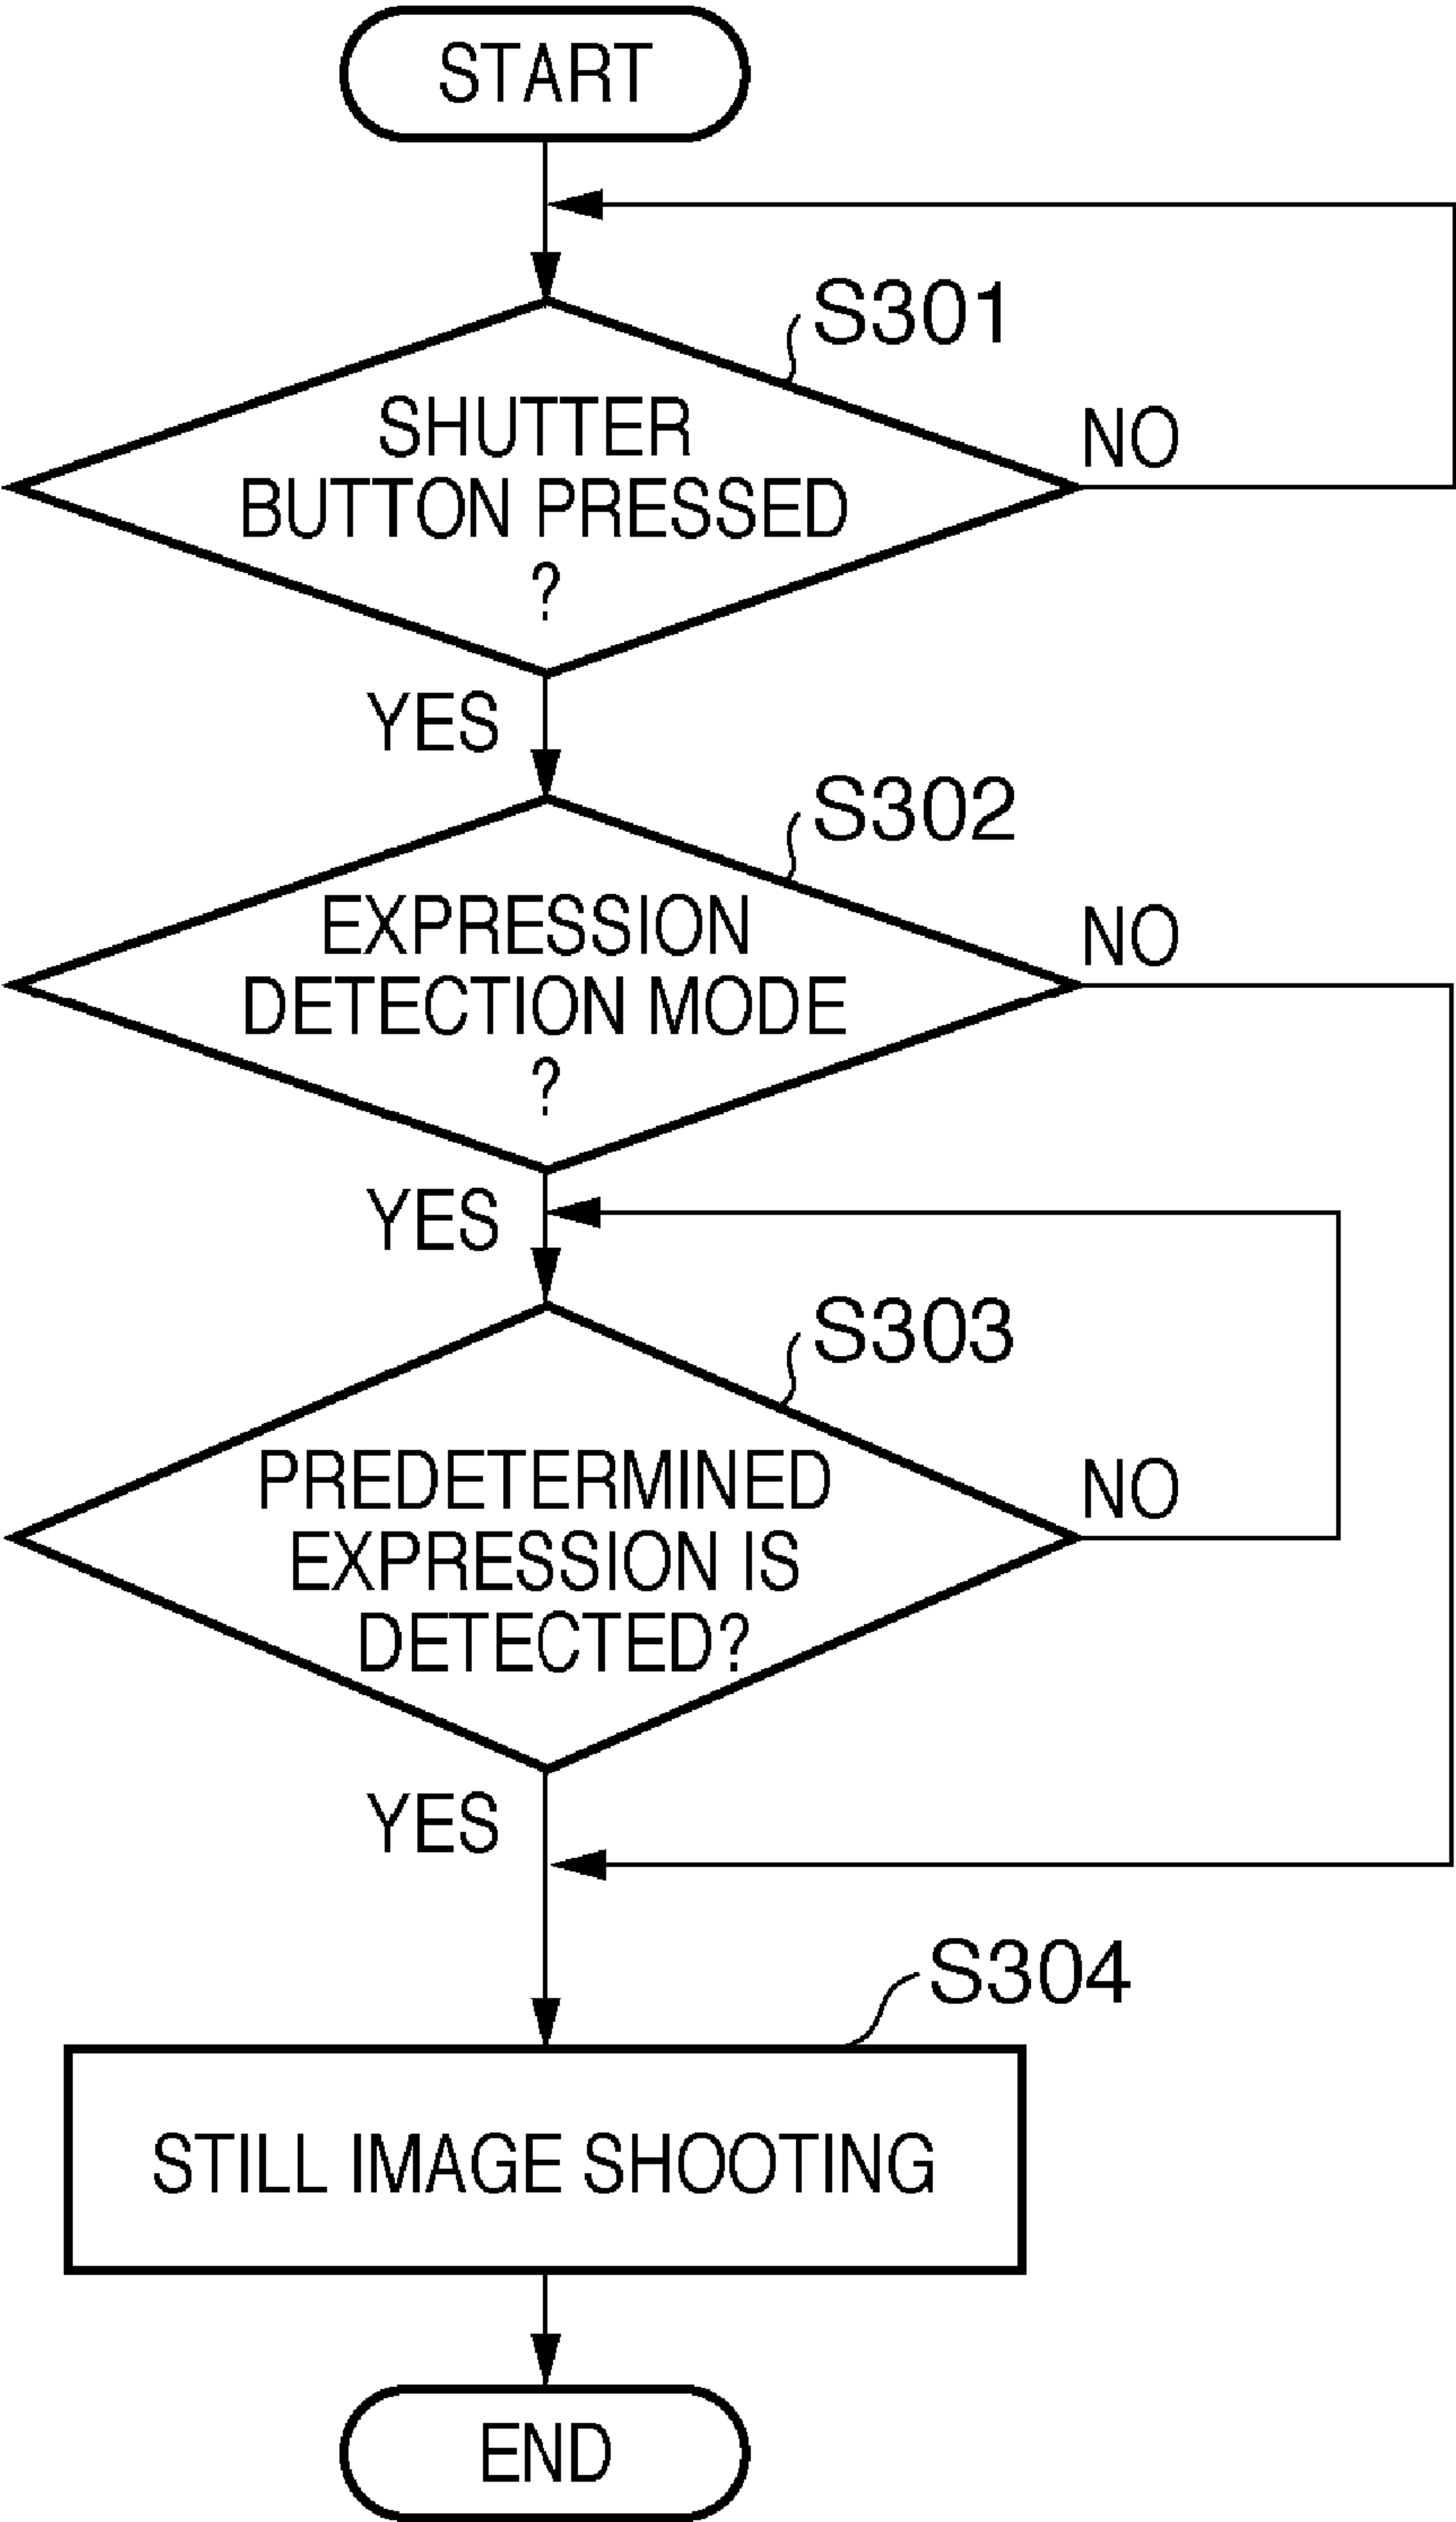 START
S301
SHUTTER
BUTTON PRESSED
?
NO
YES
S302
EXPRESSION
DETECTION MODE
?
NO
YES
S303
PREDETERMINED
EXPRESSION IS
DETECTED?
NO
YES
S304
STILL IMAGE SHOOTING
END